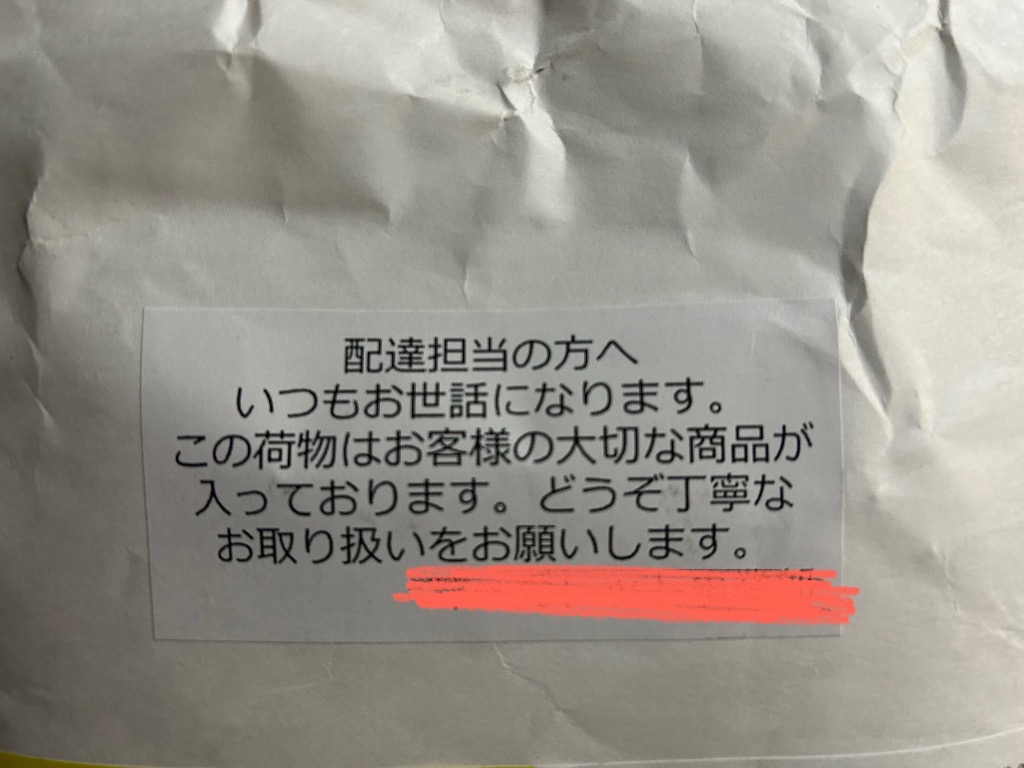 配達担当の方へ
いつもお世話になります。
この荷物はお客様の大切な商品が
入っております。どうぞ丁寧な
お取り扱いをお願いします。